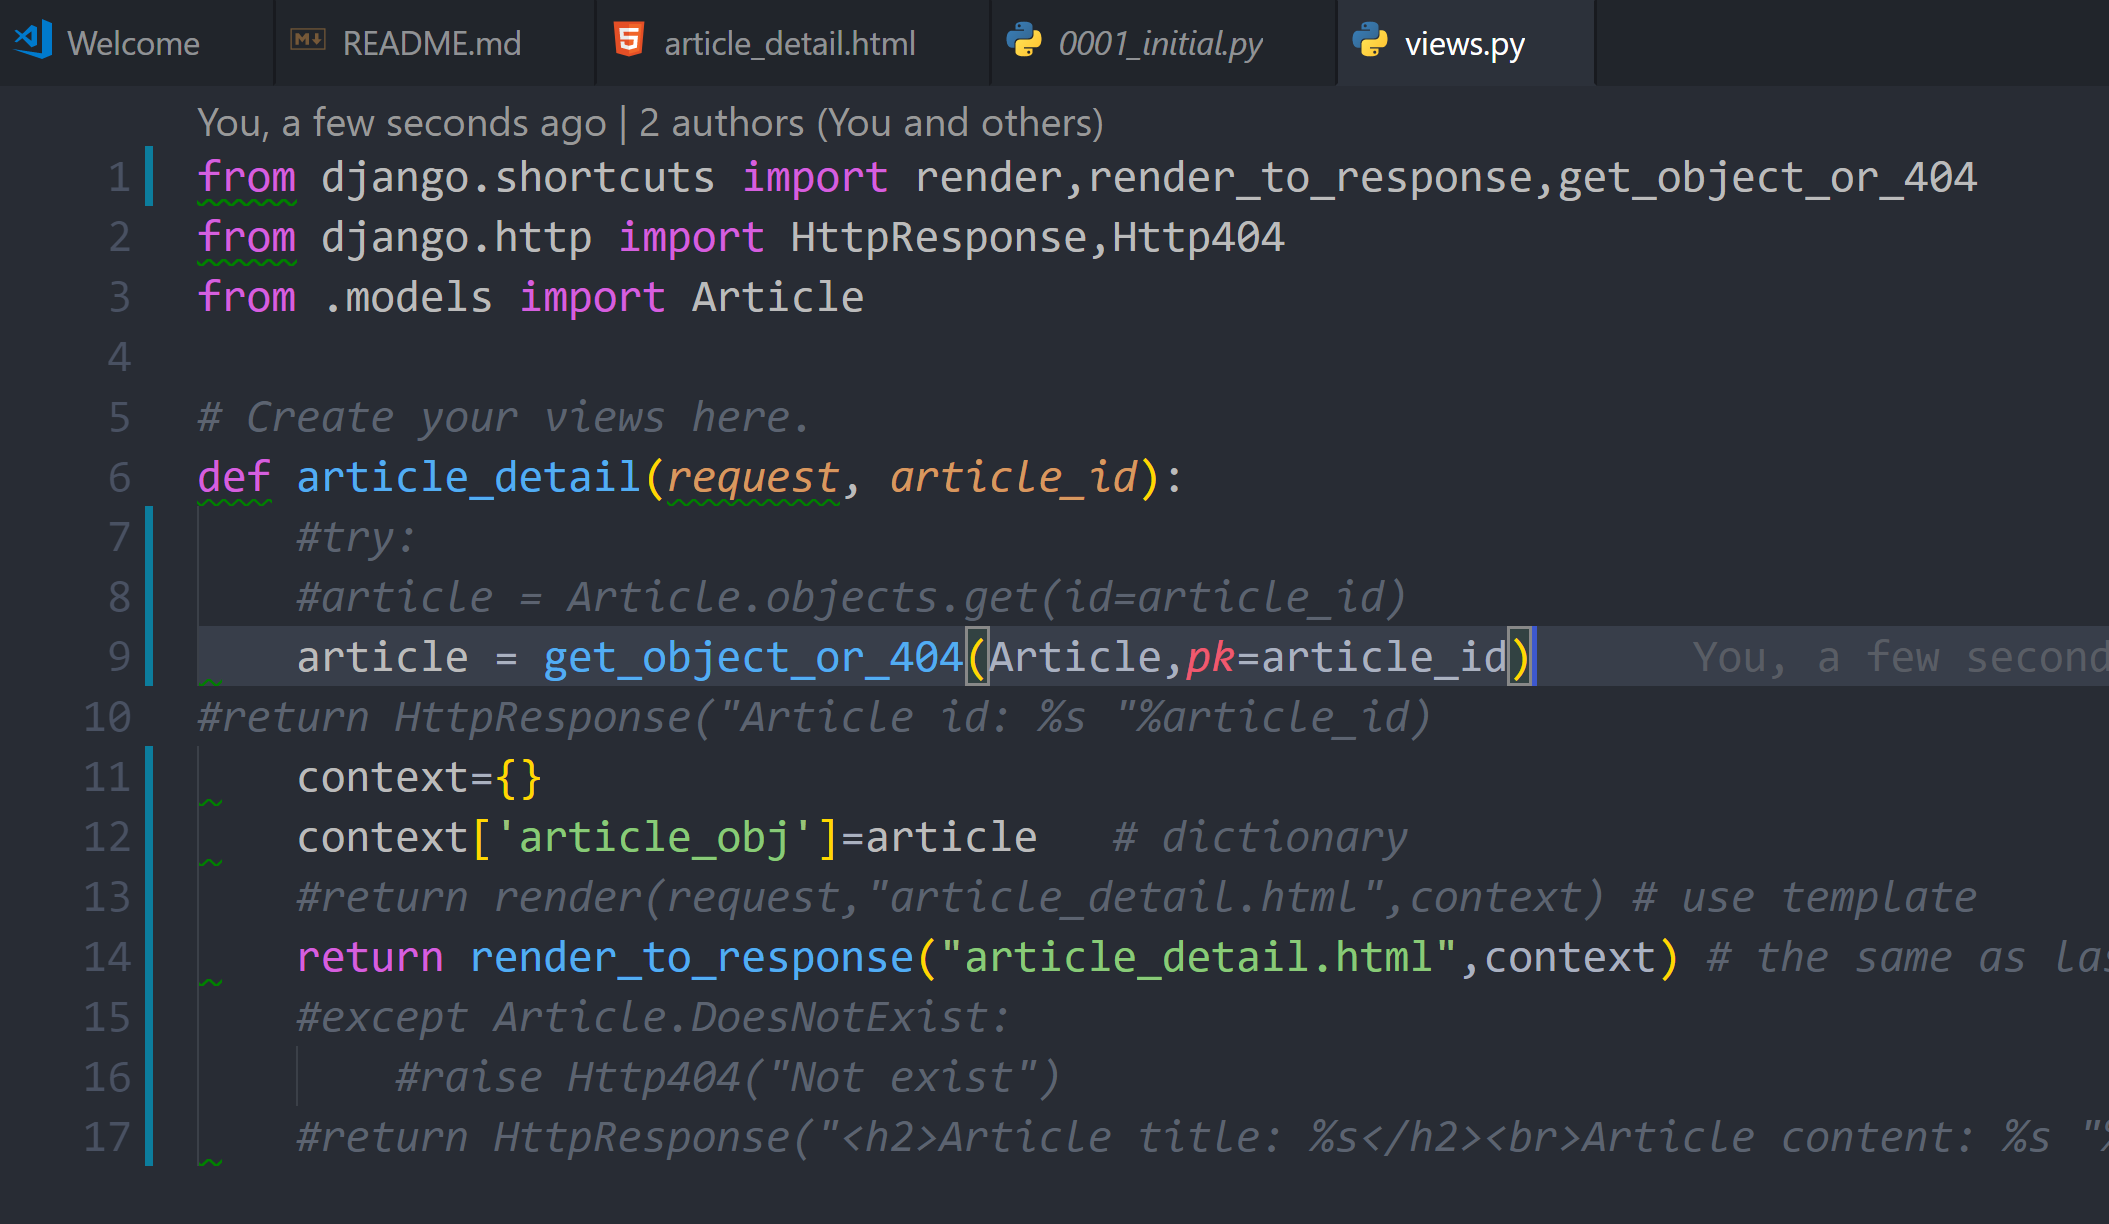 Welcome README.md article_detail.html 0001_initial.py views.py
You, a few seconds ago | 2 authors (You and others)
1 from django.shortcuts import render,render_to_response,get_object_or_404
2 from django.http import HttpResponse,Http404
3 from .models import Article
4
5 # Create your views here.
6 def article_detail(request, article_id):
7     #try:
8     #article = Article.objects.get(id=article_id)
9     article = get_object_or_404(Article,pk=article_id) You, a few second
10 #return HttpResponse("Article id: %s "%article_id)
11     context={}
12     context['article_obj']=article   # dictionary
13     #return render(request,"article_detail.html",context) # use template
14     return render_to_response("article_detail.html",context) # the same as
15     #except Article.DoesNotExist:
16         #raise Http404("Not exist")
17     #return HttpResponse("<h2>Article title: %s</h2><br>Article content: %s "%